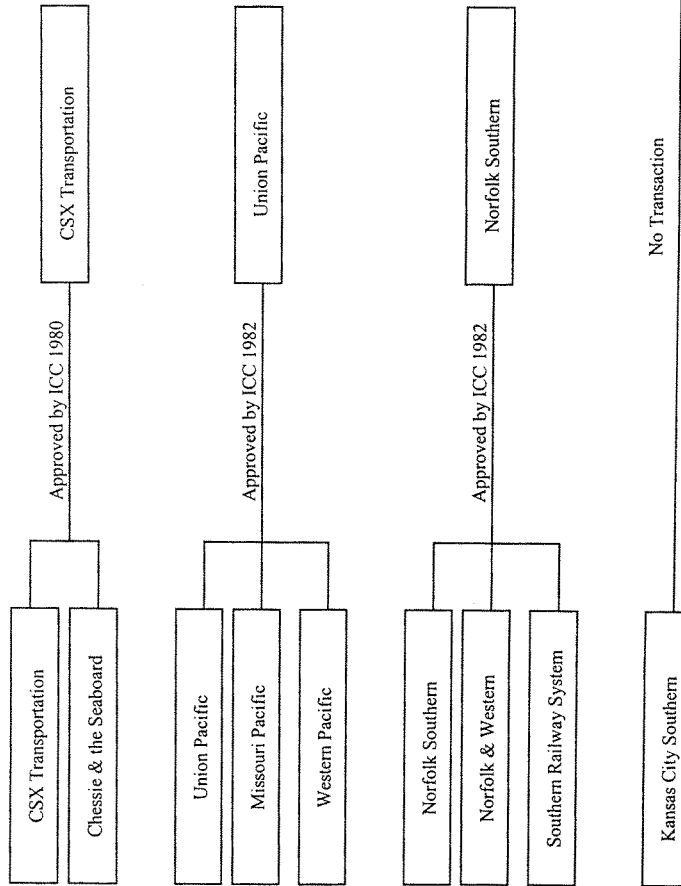 CSX Transportation
Chessie & the Seaboard
Approved by ICC 1980
CSX Transportation
Union Pacific
Missouri Pacific
Western Pacific
Approved by ICC 1982
Union Pacific
Norfolk Southern
Norfolk & Western
Southern Railway System
Approved by ICC 1982
Norfolk Southern
Kansas City Southern
No Transaction